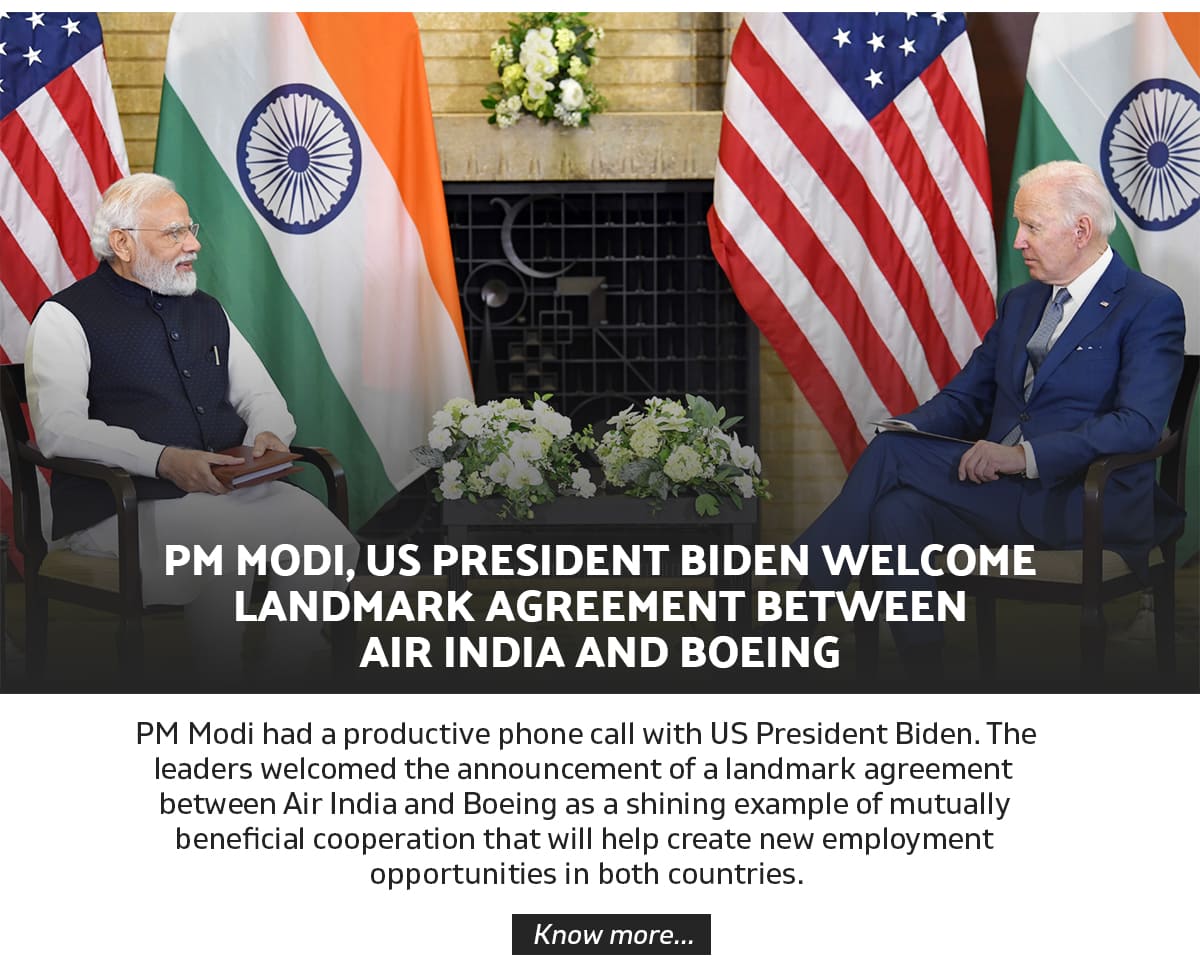 PM MODI, US PRESIDENT BIDEN WELCOME
LANDMARK AGREEMENT BETWEEN
AIR INDIA AND BOEING
PM Modi had a productive phone call with US President Biden. The
leaders welcomed the announcement of a landmark agreement
between Air India and Boeing as a shining example of mutually
beneficial cooperation that will help create new employment
opportunities in both countries.
Know more...